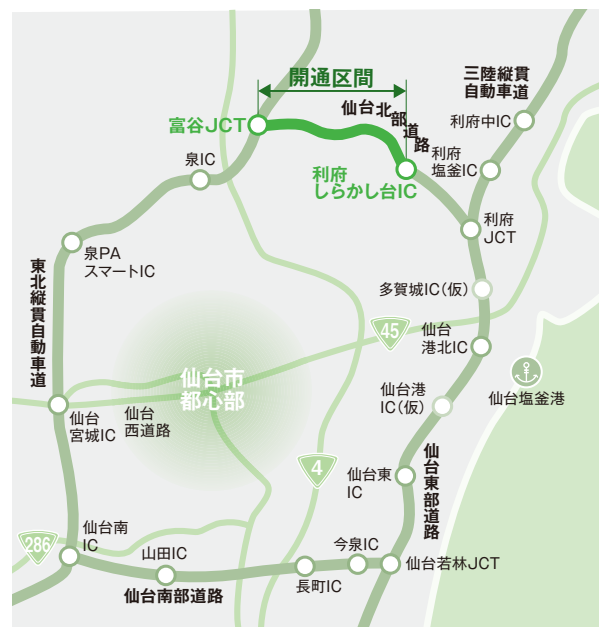 開通区間
三陸縦貫
自動車道
仙台北部道路
富谷JCT
利府中IC
利府
塩釜IC
泉IC
利府
しらかし台IC
利府
JCT
泉PA
スマートIC
東北縦貫自動車道
多賀城IC(仮)
45
仙台
港北IC
仙台市
都心部
仙台塩釜港
仙台港
IC(仮)
仙台
宮城IC
仙台
西道路
4
仙台東
IC
仙台東部道路
286
仙台南
IC
山田IC
今泉IC
仙台若林JCT
長町IC
仙台南部道路